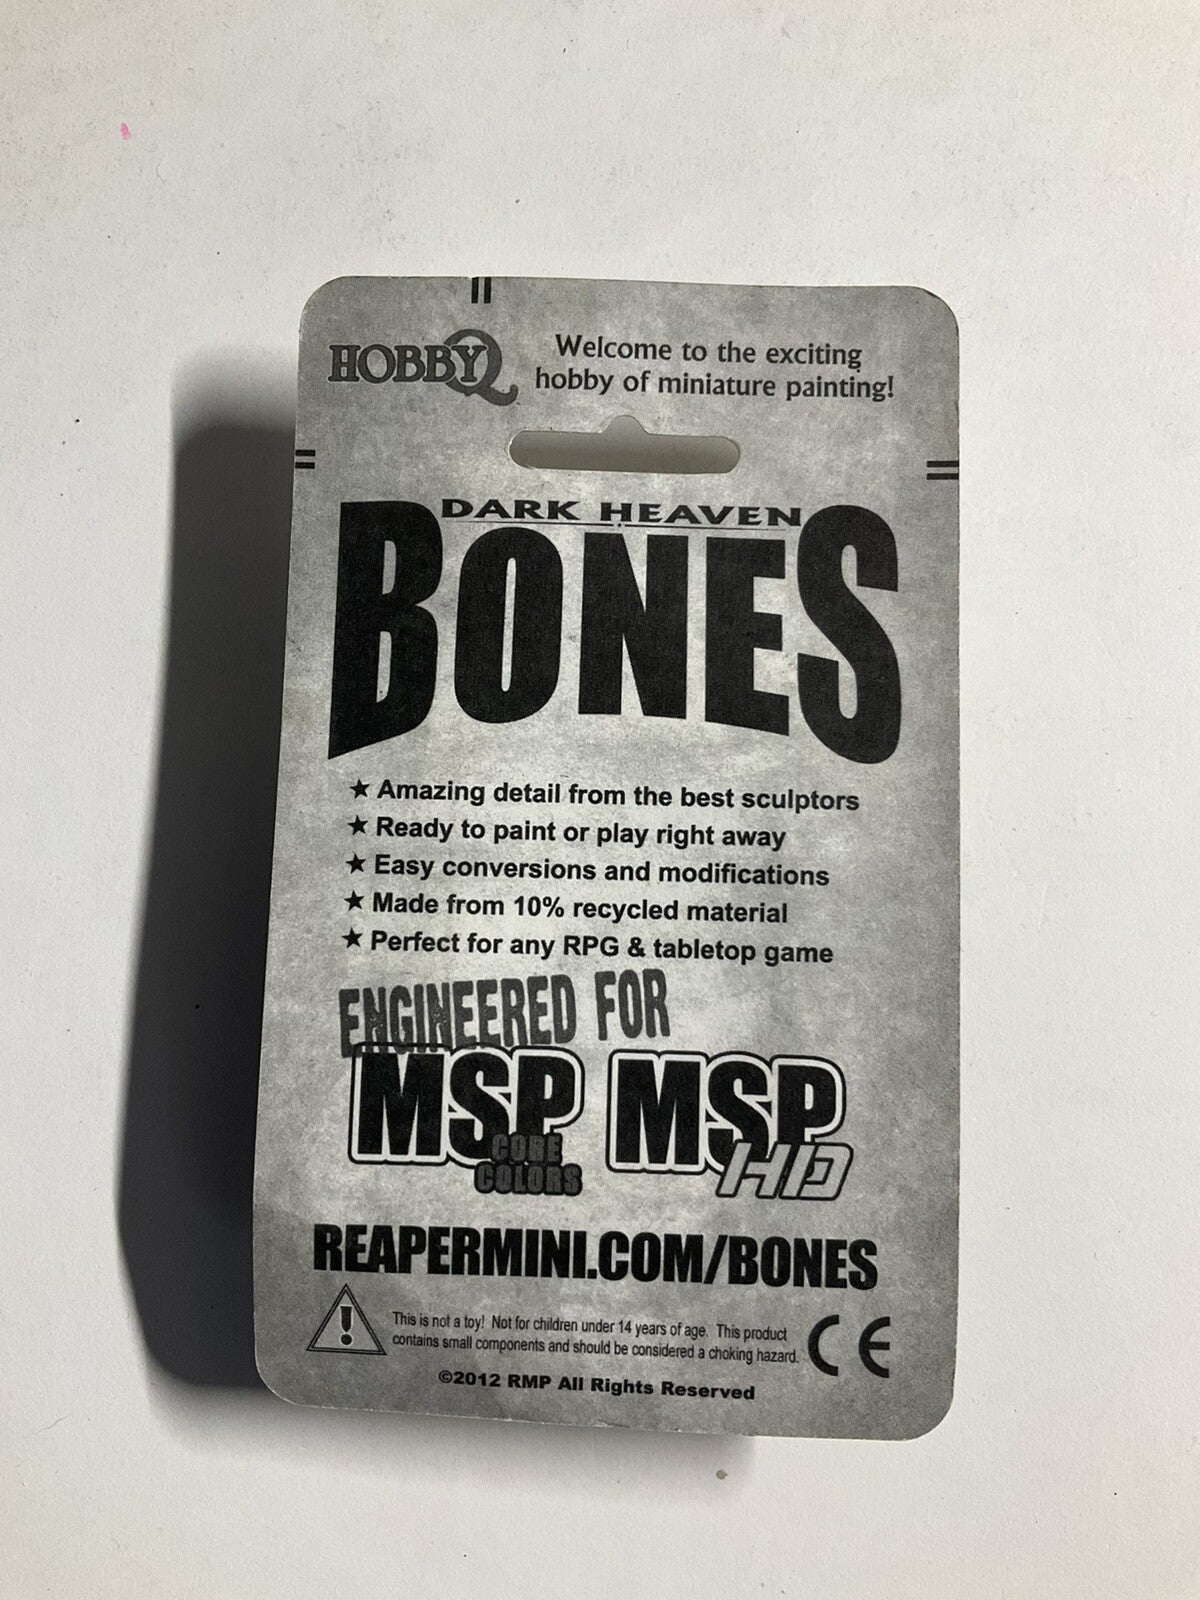 HOBBYQ
Welcome to the exciting
hobby of miniature painting!
DARK HEAVEN
BONES
★ Amazing detail from the best sculptors
★ Ready to paint or play right away
★ Easy conversions and modifications
★ Made from 10% recycled material
★ Perfect for any RPG & tabletop game
ENGINEERED FOR
MSP CORE COLORS
MSP HD
REAPERMINI.COM/BONES
This is not a toy! Not for children under 14 years of age. This product
contains small components and should be considered a choking hazard.
CE
©2012 RMP All Rights Reserved